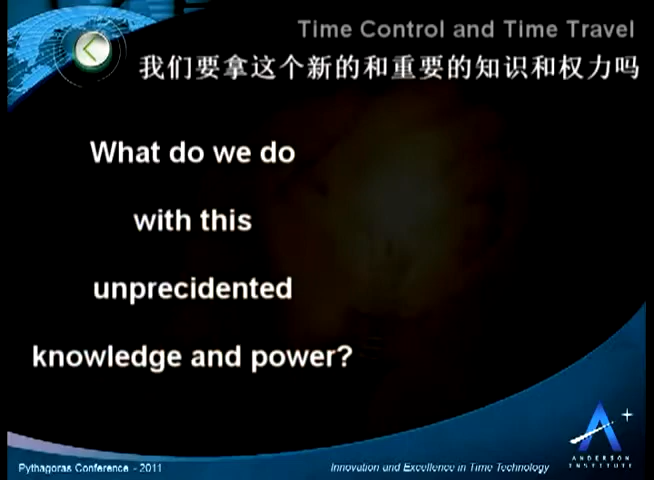 Time Control and Time Travel
我们要拿这个新的和重要的知识和权力吗
What do we do
with this
unprecidented
knowledge and power?
Pythagoras Conference - 2011
Innovation and Excellence in Time Technology
ANDERSON
INSTITUTE